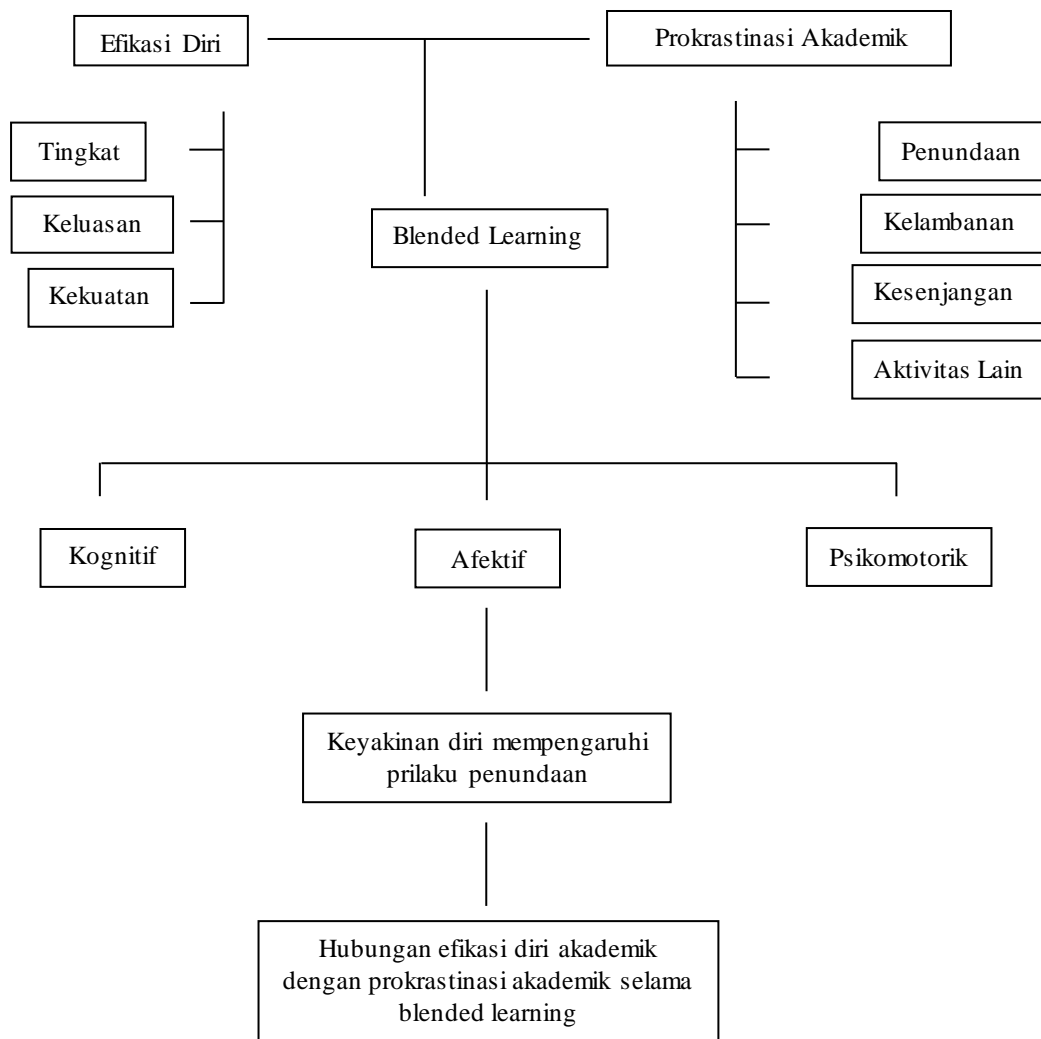 Efikasi Diri
Prokrastinasi Akademik
Tingkat
Keluasan
Kekuatan
Penundaan
Kelambanan
Kesenjangan
Aktivitas Lain
Blended Learning
Kognitif
Afektif
Psikomotorik
Keyakinan diri mempengaruhi
prilaku penundaan
Hubungan efikasi diri akademik
dengan prokrastinasi akademik selama
blended learning